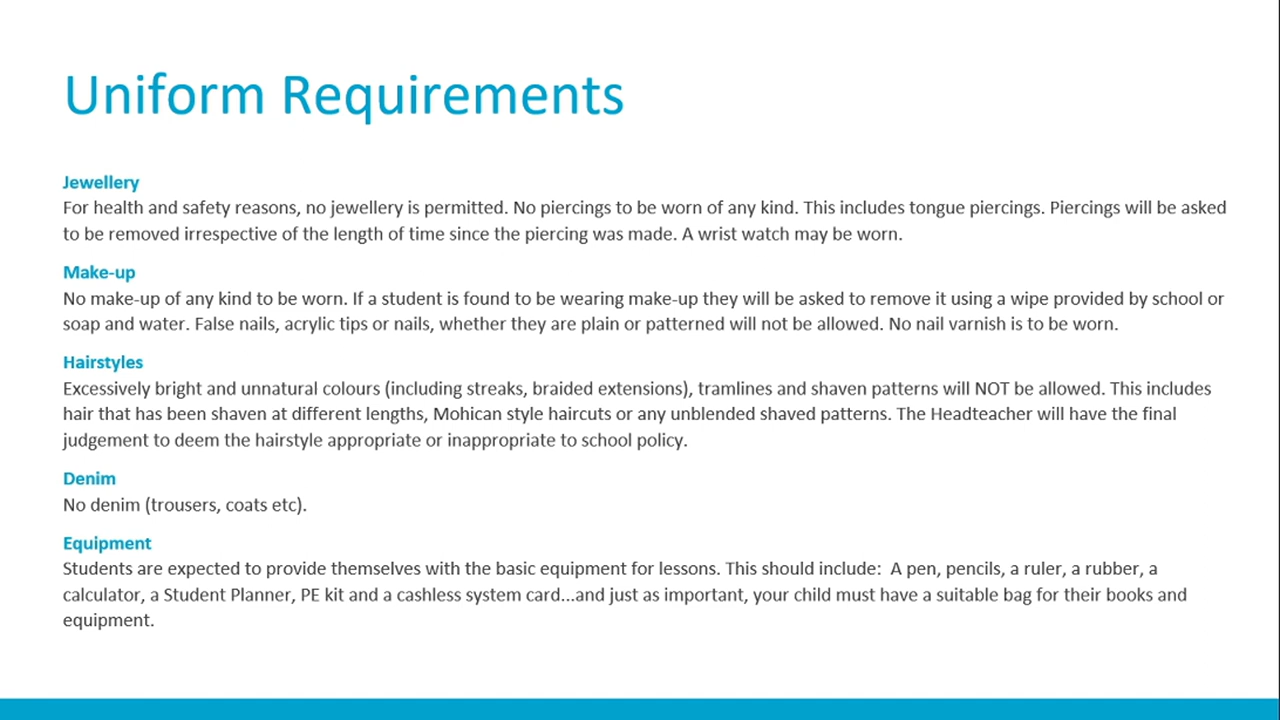 Uniform Requirements
Jewellery
For health and safety reasons, no jewellery is permitted. No piercings to be worn of any kind. This includes tongue piercings. Piercings will be asked
to be removed irrespective of the length of time since the piercing was made. A wrist watch may be worn.
Make-up
No make-up of any kind to be worn. If a student is found to be wearing make-up they will be asked to remove it using a wipe provided by school or
soap and water. False nails, acrylic tips or nails, whether they are plain or patterned will not be allowed. No nail varnish is to be worn.
Hairstyles
Excessively bright and unnatural colours (including streaks, braided extensions), tramlines and shaven patterns will NOT be allowed. This includes
hair that has been shaven at different lengths, Mohican style haircuts or any unblended shaved patterns. The Headteacher will have the final
judgement to deem the hairstyle appropriate or inappropriate to school policy.
Denim
No denim (trousers, coats etc).
Equipment
Students are expected to provide themselves with the basic equipment for lessons. This should include:  A pen, pencils, a ruler, a rubber, a
calculator, a Student Planner, PE kit and a cashless system card...and just as important, your child must have a suitable bag for their books and
equipment.